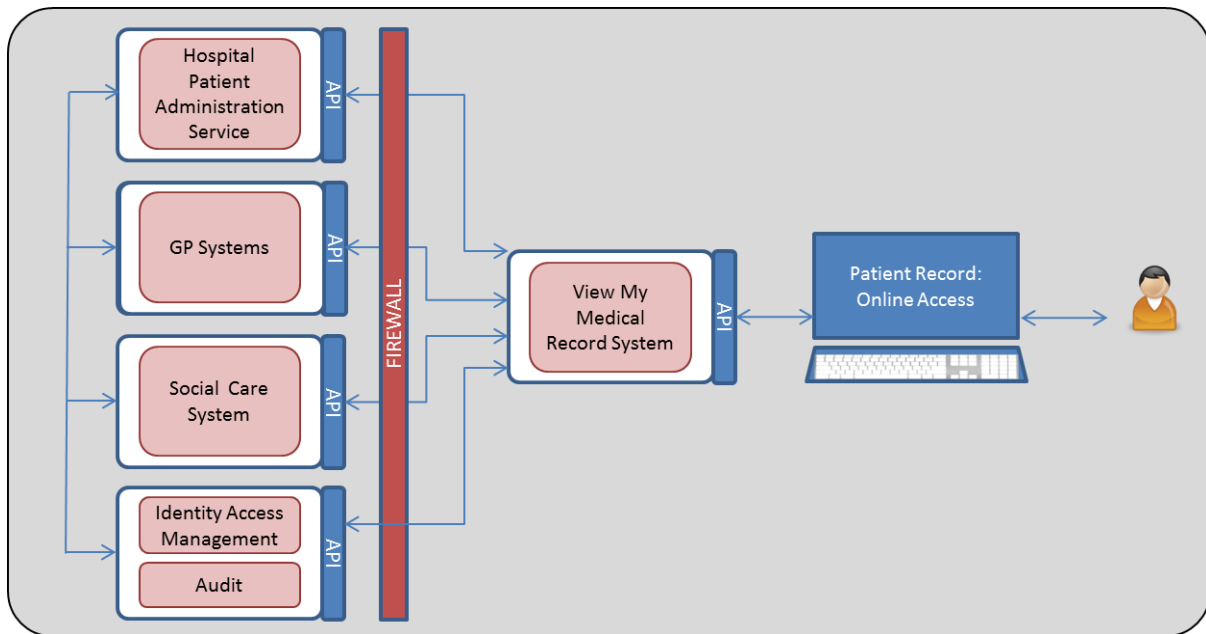 Hospital
Patient
Administration
Service
API
GP Systems
API
Social Care
System
API
Identity Access
Management
Audit
API
FIREWALL
View My
Medical
Record System
API
Patient Record:
Online Access